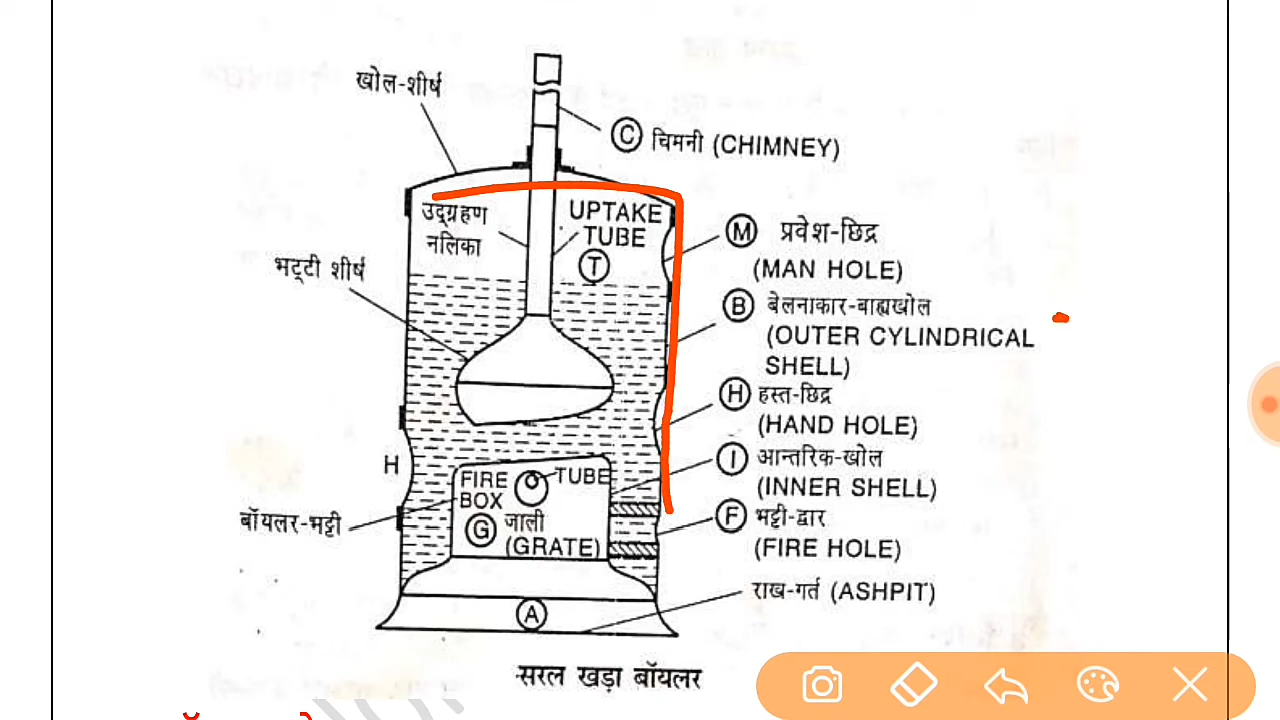 खोल-शीर्ष
Ⓒ चिमनी (CHIMNEY)
उद्ग्रहण
नलिका
UPTAKE
TUBE
Ⓣ
भट्टी शीर्ष
Ⓜ प्रवेश-छिद्र
(MAN HOLE)
Ⓑ बेलनाकार-बाह्यखोल
(OUTER CYLINDRICAL
SHELL)
Ⓗ हस्त-छिद्र
(HAND HOLE)
H
Ⓘ आन्तरिक-खोल
(INNER SHELL)
FIRE
BOX
TUBE
बॉयलर-भट्टी
Ⓖ जाली
(GRATE)
Ⓕ भट्टी-द्वार
(FIRE HOLE)
राख-गर्त (ASHPIT)
Ⓐ
सरल खड़ा बॉयलर